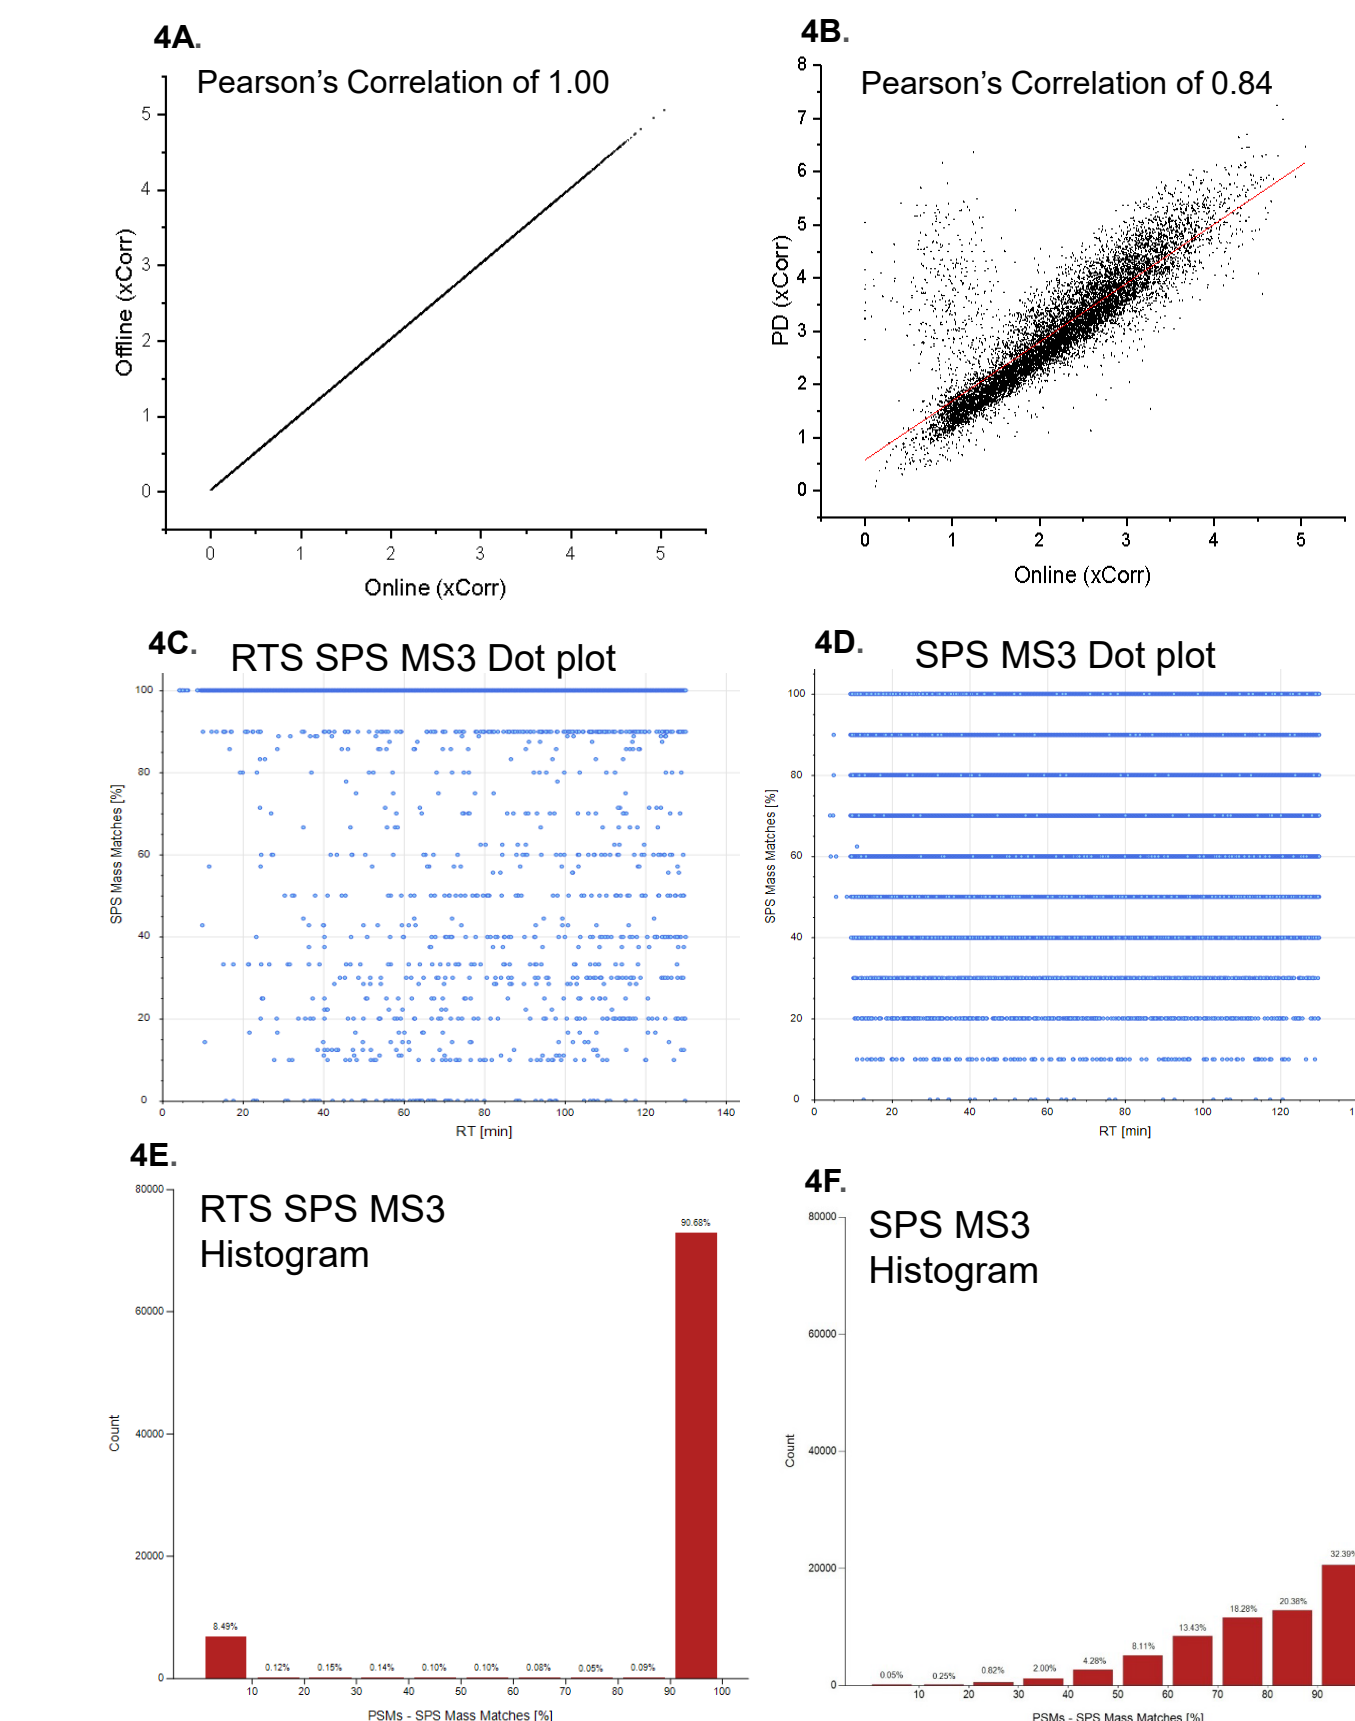 4A.
Pearson's Correlation of 1.00
5
4
3
2
1
0
Offline (xCorr)
0 1 2 3 4 5
Online (xCorr)
4B.
Pearson's Correlation of 0.84
8
7
6
5
4
3
2
1
0
PD (xCorr)
0 1 2 3 4 5
Online (xCorr)
4C.
RTS SPS MS3 Dot plot
100
80
60
40
20
0
SPS Mass Matches [%]
0 20 40 60 80 100 120 140
RT [min]
4D.
SPS MS3 Dot plot
100
80
60
40
20
0
SPS Mass Matches [%]
0 20 40 60 80 100 120 1
RT [min]
4E.
RTS SPS MS3
Histogram
80000
60000
40000
20000
0
Count
8.49% 0.12% 0.15% 0.14% 0.10% 0.10% 0.08% 0.05% 0.09% 90.68%
10 20 30 40 50 60 70 80 90 100
PSMs - SPS Mass Matches [%]
4F.
SPS MS3
Histogram
80000
60000
40000
20000
0
Count
0.05% 0.25% 0.82% 2.00% 4.28% 8.11% 13.43% 18.28% 20.38% 32.39%
10 20 30 40 50 60 70 80 90
PSMs - SPS Mass Matches [%]